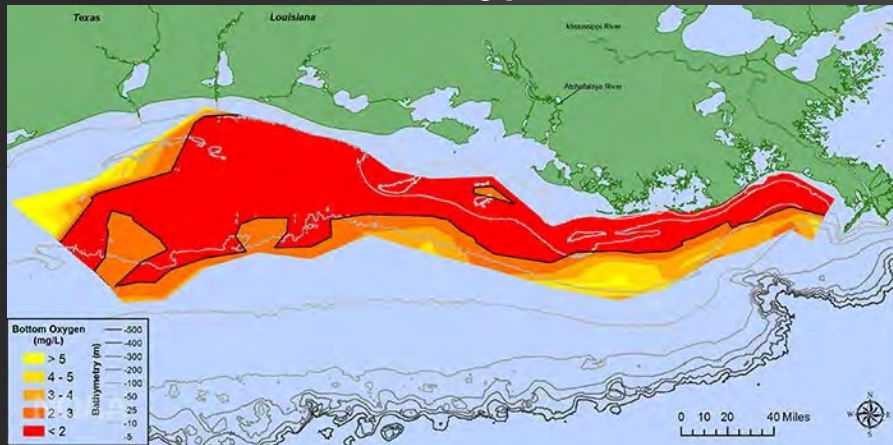 Texas
Louisiana
Mississippi River
Atchafalaya River
Bottom Oxygen
(mg/L)
> 5
4 - 5
3 - 4
2 - 3
< 2
Bathymetry (m)
-500
-400
-300
-200
-100
-50
-25
-10
-5
N
W
E
S
0 10 20 40 Miles